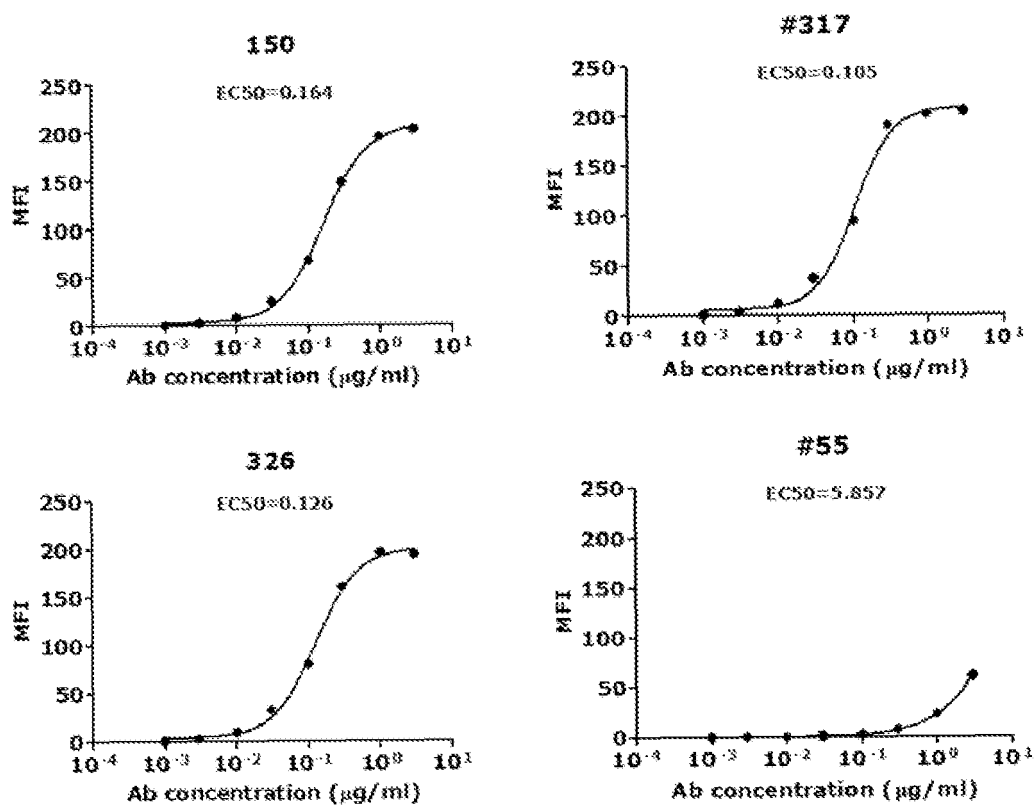 150
EC50=0.164
250
200
150
100
50
0
MFI
10⁻⁴ 10⁻³ 10⁻² 10⁻¹ 10⁰ 10¹
Ab concentration (µg/ml)
#317
EC50=0.105
250
200
150
100
50
0
MFI
10⁻⁴ 10⁻³ 10⁻² 10⁻¹ 10⁰ 10¹
Ab concentration (µg/ml)
326
EC50=0.126
250
200
150
100
50
0
MFI
10⁻⁴ 10⁻³ 10⁻² 10⁻¹ 10⁰ 10¹
Ab concentration (µg/ml)
#55
EC50=5.857
250
200
150
100
50
0
MFI
10⁻⁴ 10⁻³ 10⁻² 10⁻¹ 10⁰ 10¹
Ab concentration (µg/ml)